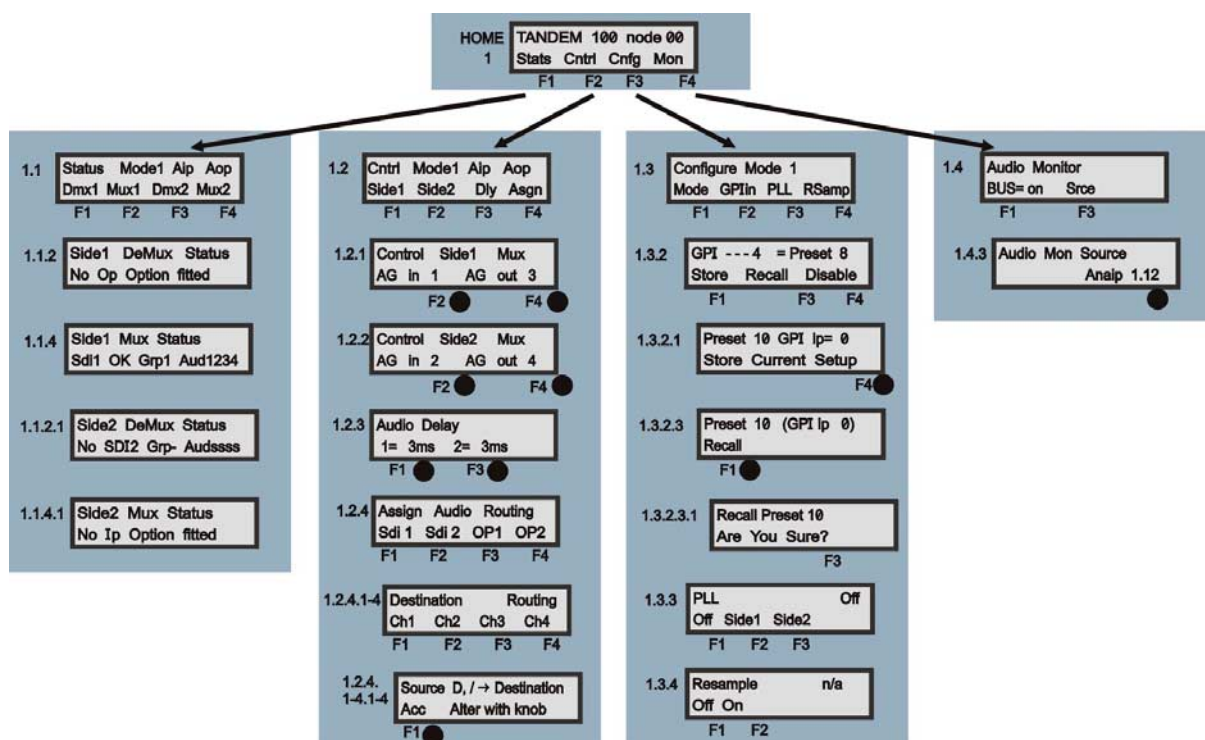 HOME
1
TANDEM 100 node 00
Stats Cntrl Cnfg Mon
F1 F2 F3 F4
1.1
Status Mode1 Aip Aop
Dmx1 Mux1 Dmx2 Mux2
F1 F2 F3 F4
1.1.2
Side1 DeMux Status
No Op Option fitted
1.1.4
Side1 Mux Status
Sdi1 OK Grp1 Aud1234
1.1.2.1
Side2 DeMux Status
No SDI2 Grp- Audssss
1.1.4.1
Side2 Mux Status
No Ip Option fitted
1.2
Cntrl Mode1 Aip Aop
Side1 Side2 Dly Asgn
F1 F2 F3 F4
1.2.1
Control Side1 Mux
AG in 1 AG out 3
F2 F4
1.2.2
Control Side2 Mux
AG in 2 AG out 4
F2 F4
1.2.3
Audio Delay
1= 3ms 2= 3ms
F1 F3
1.2.4
Assign Audio Routing
Sdi 1 Sdi 2 OP1 OP2
F1 F2 F3 F4
1.2.4.1-4
Destination Routing
Ch1 Ch2 Ch3 Ch4
F1 F2 F3 F4
1.2.4.
1-4.1-4
Source D, / → Destination
Acc Alter with knob
F1
1.3
Configure Mode 1
Mode GPIin PLL RSamp
F1 F2 F3 F4
1.3.2
GPI ---4 = Preset 8
Store Recall Disable
F1 F3 F4
1.3.2.1
Preset 10 GPI Ip= 0
Store Current Setup
F4
1.3.2.3
Preset 10 (GPI Ip 0)
Recall
F1
1.3.2.3.1
Recall Preset 10
Are You Sure?
F3
1.3.3
PLL Off
Off Side1 Side2
F1 F2 F3
1.3.4
Resample n/a
Off On
F1 F2
1.4
Audio Monitor
BUS= on Srce
F1 F3
1.4.3
Audio Mon Source
Anaip 1.12